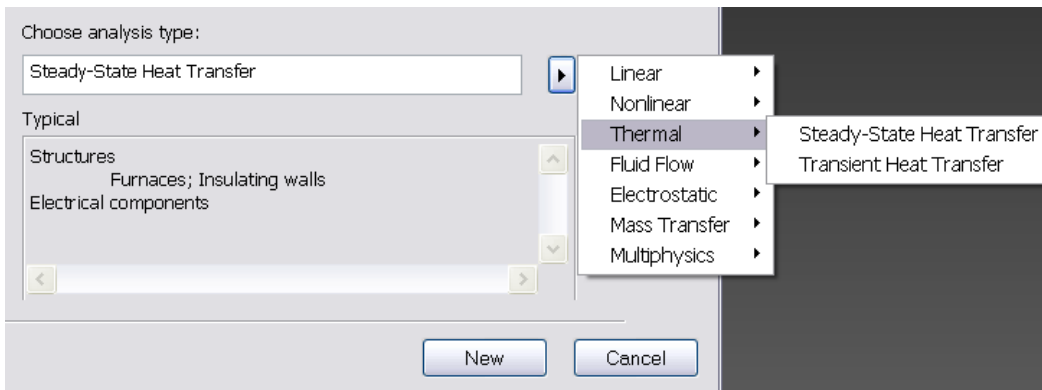 Choose analysis type:
Steady-State Heat Transfer
Typical
Structures
Furnaces; Insulating walls
Electrical components
Linear
Nonlinear
Thermal
Fluid Flow
Electrostatic
Mass Transfer
Multiphysics
Steady-State Heat Transfer
Transient Heat Transfer
New
Cancel